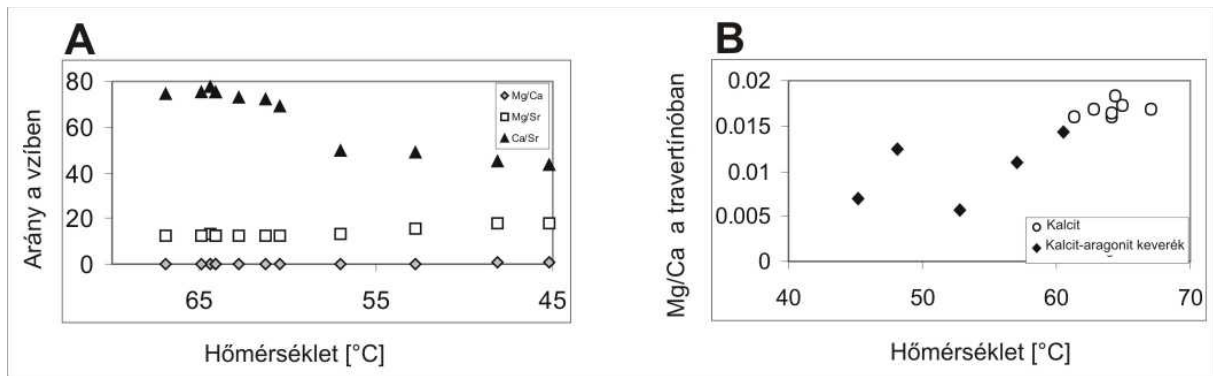 A
Arány a vzíben
80
60
40
20
0
Mg/Ca
Mg/Sr
Ca/Sr
65
55
45
Hőmérséklet [°C]
B
Mg/Ca a travertínóban
0.02
0.015
0.01
0.005
0
Kalcit
Kalcit-aragonit keverék
40
50
60
70
Hőmérséklet [°C]